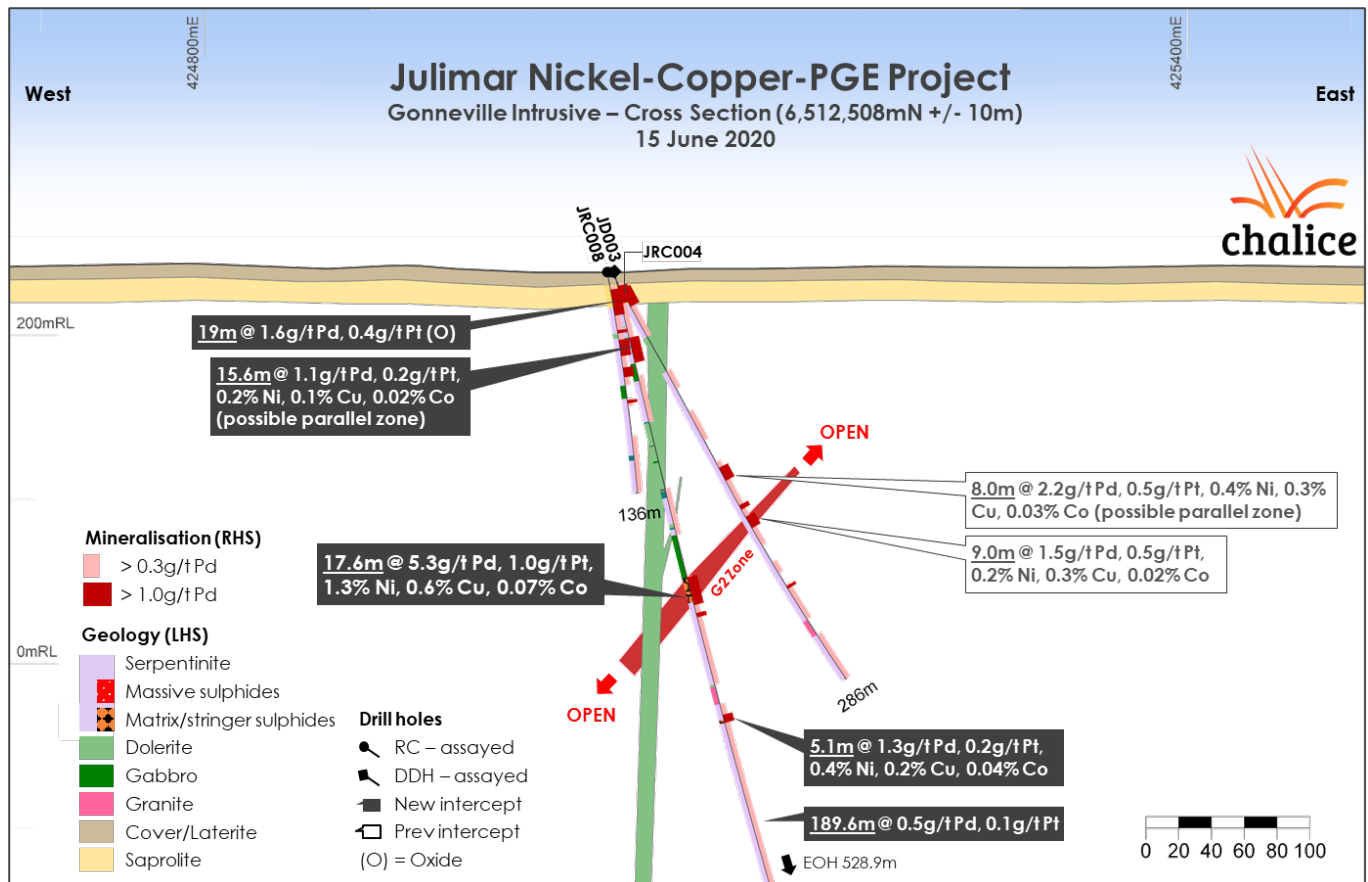 424800mE
425400mE
West
Julimar Nickel-Copper-PGE Project
East
Gonneville Intrusive – Cross Section (6,512,508mN +/- 10m)
15 June 2020
chalice
JRC008
JD003
JRC004
200mRL
19m @ 1.6g/t Pd, 0.4g/t Pt (O)
15.6m @ 1.1g/t Pd, 0.2g/t Pt,
0.2% Ni, 0.1% Cu, 0.02% Co
(possible parallel zone)
OPEN
8.0m @ 2.2g/t Pd, 0.5g/t Pt, 0.4% Ni, 0.3%
Cu, 0.03% Co (possible parallel zone)
136m
9.0m @ 1.5g/t Pd, 0.5g/t Pt,
0.2% Ni, 0.3% Cu, 0.02% Co
17.6m @ 5.3g/t Pd, 1.0g/t Pt,
1.3% Ni, 0.6% Cu, 0.07% Co
G2 Zone
Mineralisation (RHS)
> 0.3g/t Pd
> 1.0g/t Pd
0mRL
286m
OPEN
Geology (LHS)
Serpentinite
Massive sulphides
Matrix/stringer sulphides
Dolerite
Gabbro
Granite
Cover/Laterite
Saprolite
Drill holes
RC – assayed
DDH – assayed
New intercept
Prev intercept
(O) = Oxide
5.1m @ 1.3g/t Pd, 0.2g/t Pt,
0.4% Ni, 0.2% Cu, 0.04% Co
189.6m @ 0.5g/t Pd, 0.1g/t Pt
EOH 528.9m
0 20 40 60 80 100